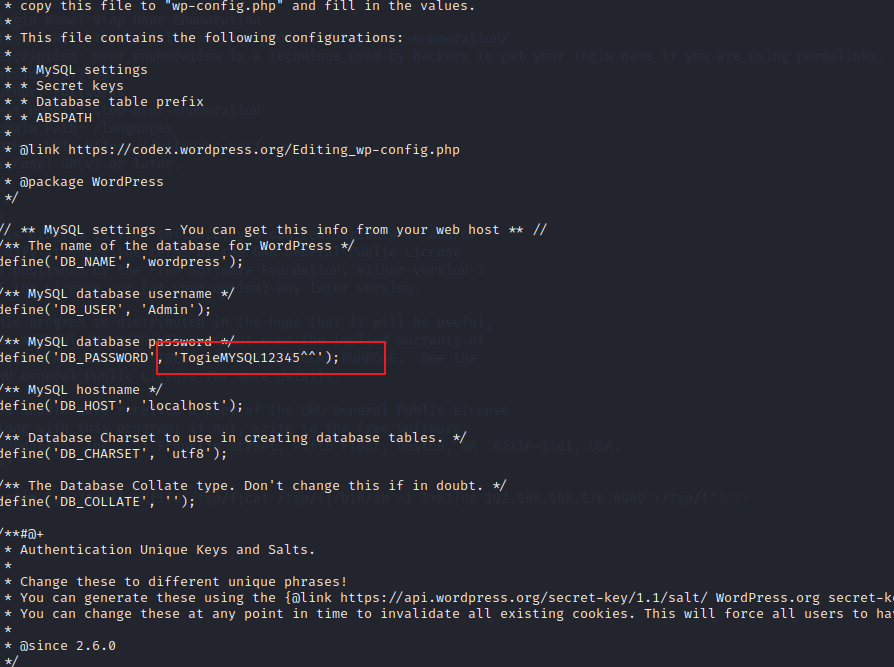 * copy this file to "wp-config.php" and fill in the values.
*
* This file contains the following configurations:
*
* * MySQL settings
* * Secret keys
* * Database table prefix
* * ABSPATH
*
* @link https://codex.wordpress.org/Editing_wp-config.php
*
* @package WordPress
*/
// ** MySQL settings - You can get this info from your web host ** //
/** The name of the database for WordPress */
define('DB_NAME', 'wordpress');
/** MySQL database username */
define('DB_USER', 'Admin');
/** MySQL database password */
define('DB_PASSWORD', 'TogieMYSQL12345^^');
/** MySQL hostname */
define('DB_HOST', 'localhost');
/** Database Charset to use in creating database tables. */
define('DB_CHARSET', 'utf8');
/** The Database Collate type. Don't change this if in doubt. */
define('DB_COLLATE', '');
/**#@+
* Authentication Unique Keys and Salts.
*
* Change these to different unique phrases!
* You can generate these using the {@link https://api.wordpress.org/secret-key/1.1/salt/ WordPress.org secret-k
* You can change these at any point in time to invalidate all existing cookies. This will force all users to ha
*
* @since 2.6.0
*/